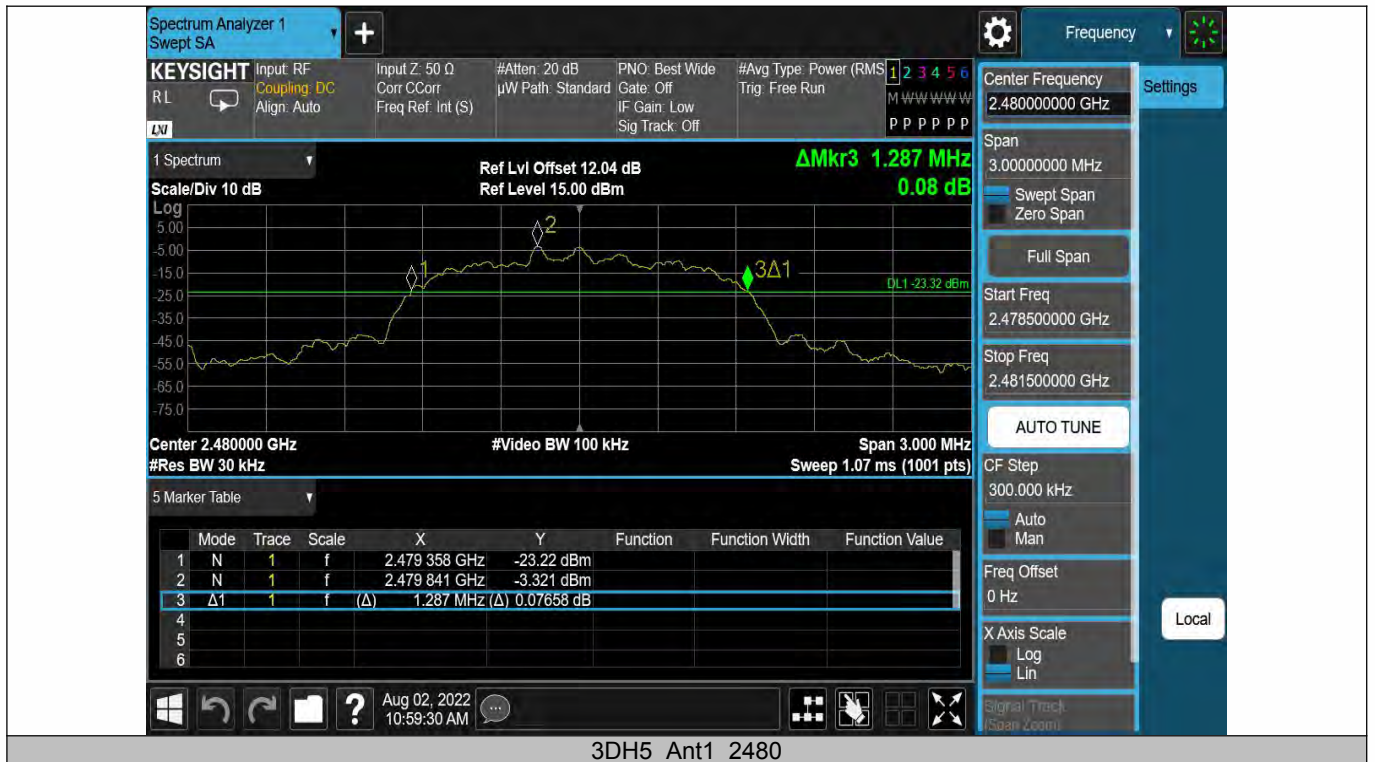 Spectrum Analyzer 1
Swept SA
Frequency
KEYSIGHT
R L
LXI
Input: RF
Coupling: DC
Align: Auto
Input Z: 50 Ω
Corr CCorr
Freq Ref: Int (S)
#Atten: 20 dB
µW Path: Standard
PNO: Best Wide
Gate: Off
IF Gain: Low
Sig Track: Off
#Avg Type: Power (RMS
Trig: Free Run
1 2 3 4 5 6
M W W W W W
P P P P P P
1 Spectrum
Scale/Div 10 dB
Ref Lvl Offset 12.04 dB
Ref Level 15.00 dBm
ΔMkr3 1.287 MHz
0.08 dB
Log
5.00
-5.00
-15.0
-25.0
-35.0
-45.0
-55.0
-65.0
-75.0
1
2
3Δ1
DL1 -23.32 dBm
Center 2.480000 GHz
#Video BW 100 kHz
Span 3.000 MHz
#Res BW 30 kHz
Sweep 1.07 ms (1001 pts)
5 Marker Table
Mode Trace Scale X Y Function Function Width Function Value
1 N 1 f 2.479 358 GHz -23.22 dBm
2 N 1 f 2.479 841 GHz -3.321 dBm
3 Δ1 1 f (Δ) 1.287 MHz (Δ) 0.07658 dB
4
5
6
Aug 02, 2022
10:59:30 AM
Center Frequency
2.480000000 GHz
Settings
Span
3.00000000 MHz
Swept Span
Zero Span
Full Span
Start Freq
2.478500000 GHz
Stop Freq
2.481500000 GHz
AUTO TUNE
CF Step
300.000 kHz
Auto
Man
Freq Offset
0 Hz
Local
X Axis Scale
Log
Lin
Signal Track
(Span Zoom)
3DH5_Ant1_2480